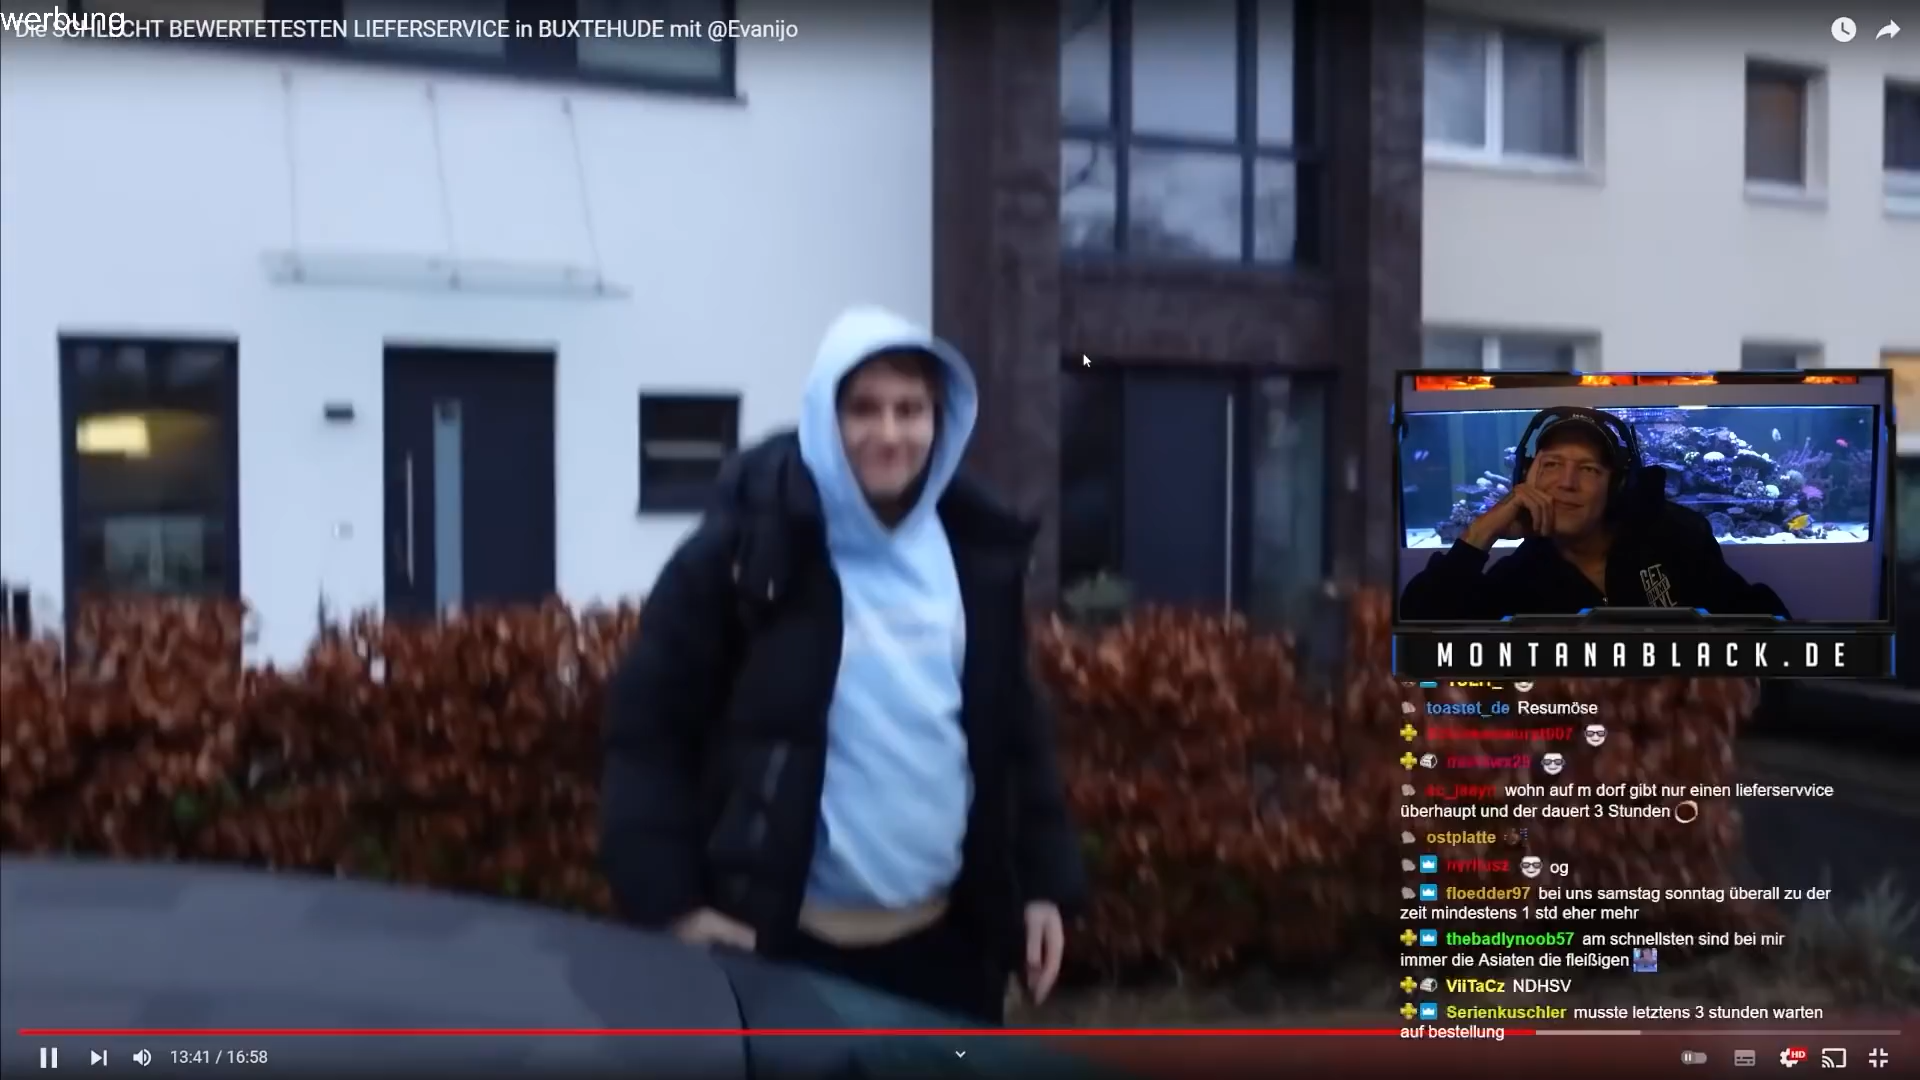 werbung
Die SCHLECHT BEWERTETESTEN LIEFERSERVICE in BUXTEHUDE mit @Evanijo
GET
MONTANABLACK.DE
toastet_de Resumöse
wohn auf m dorf gibt nur einen lieferservvice
überhaupt und der dauert 3 Stunden
ostplatte
og
floedder97 bei uns samstag sonntag überall zu der
zeit mindestens 1 std eher mehr
thebadlynoob57 am schnellsten sind bei mir
immer die Asiaten die fleißigen
ViiTaCz NDHSV
Serienkuschler musste letztens 3 stunden warten
auf bestellung
13:41 / 16:58
HD